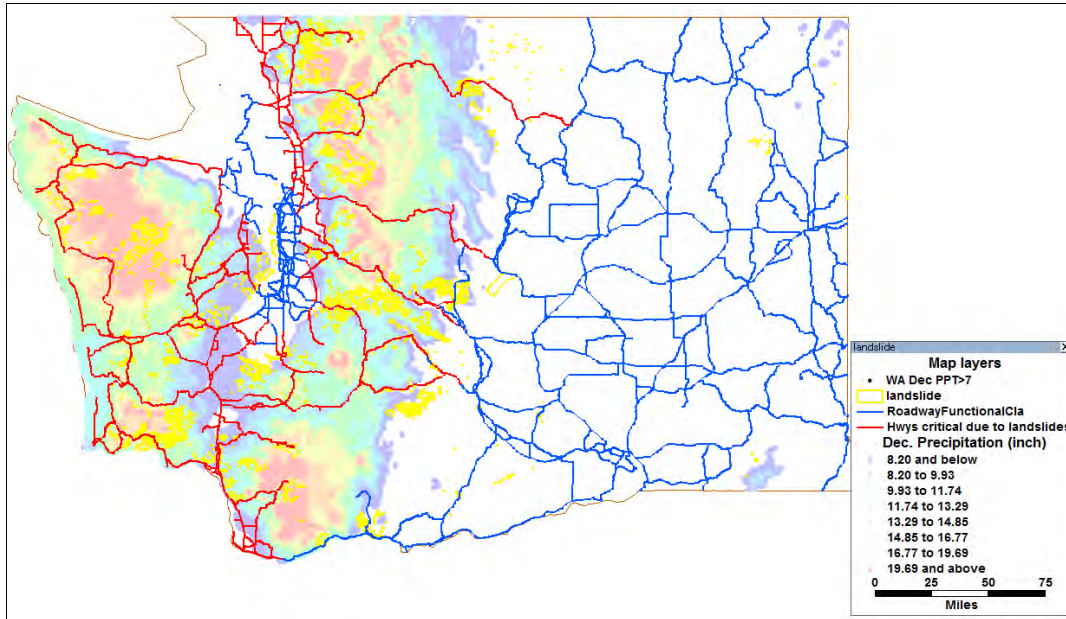 landslide X
Map layers
WA Dec PPT>7
landslide
RoadwayFunctionalCla
Hwys critical due to landslides
Dec. Precipitation (inch)
8.20 and below
8.20 to 9.93
9.93 to 11.74
11.74 to 13.29
13.29 to 14.85
14.85 to 16.77
16.77 to 19.69
19.69 and above
0 25 50 75
Miles